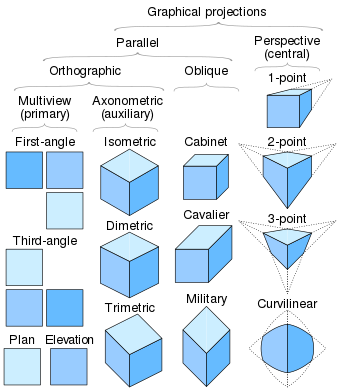 Graphical projections
Parallel
Perspective
(central)
Orthographic
Oblique
1-point
Multiview
(primary)
Axonometric
(auxiliary)
First-angle
Isometric
Cabinet
2-point
Third-angle
Dimetric
Cavalier
3-point
Plan
Elevation
Trimetric
Military
Curvilinear